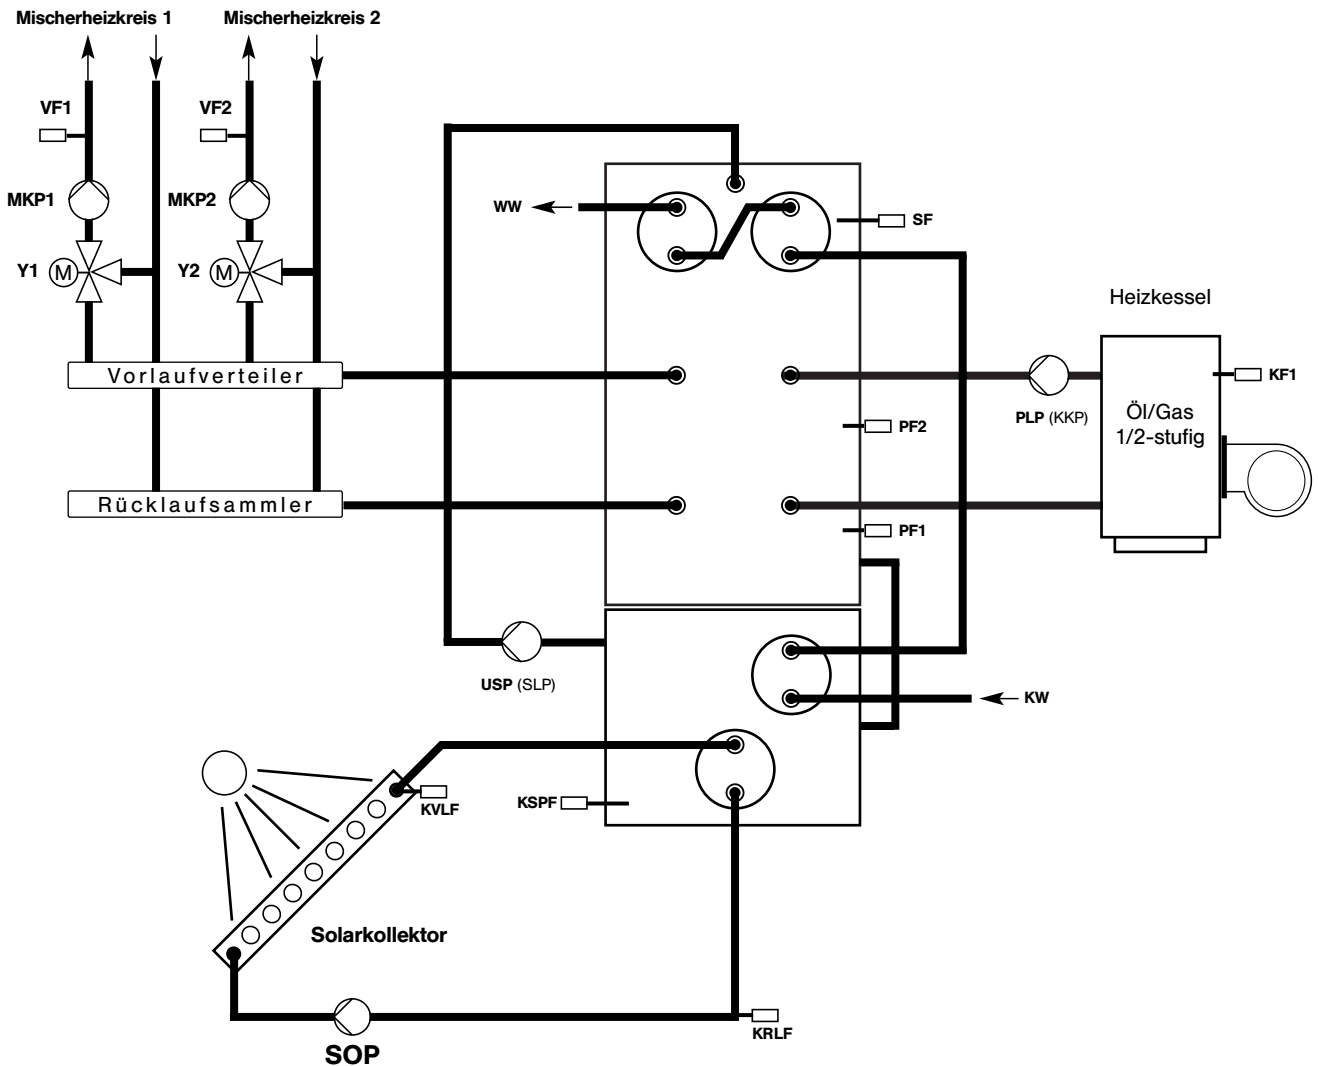 Mischerheizkreis 1
Mischerheizkreis 2
VF1
VF2
MKP1
MKP2
WW
SF
Y1
M
Y2
M
Heizkessel
Vorlaufverteiler
KF1
PLP (KKP)
Öl/Gas
1/2-stufig
PF2
Rücklaufsammler
PF1
USP (SLP)
KW
KVLF
KSPF
Solarkollektor
KRLF
SOP